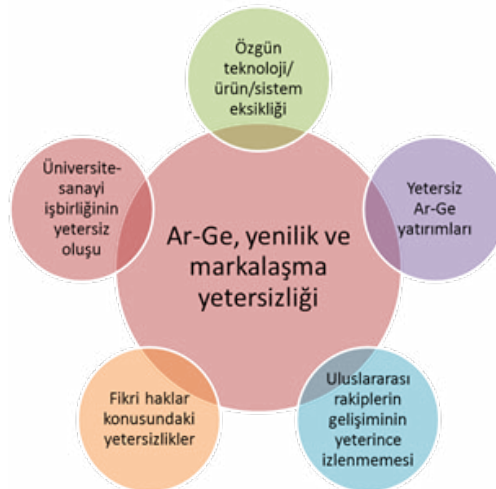 Özgün
teknoloji/
ürün/sistem
eksikliği
Üniversite-
sanayi
işbirliğinin
yetersiz
oluşu
Yetersiz
Ar-Ge
yatırımları
Ar-Ge, yenilik ve
markalaşma
yetersizliği
Fikri haklar
konusundaki
yetersizlikler
Uluslararası
rakiplerin
gelişiminin
yeterince
izlenmemesi